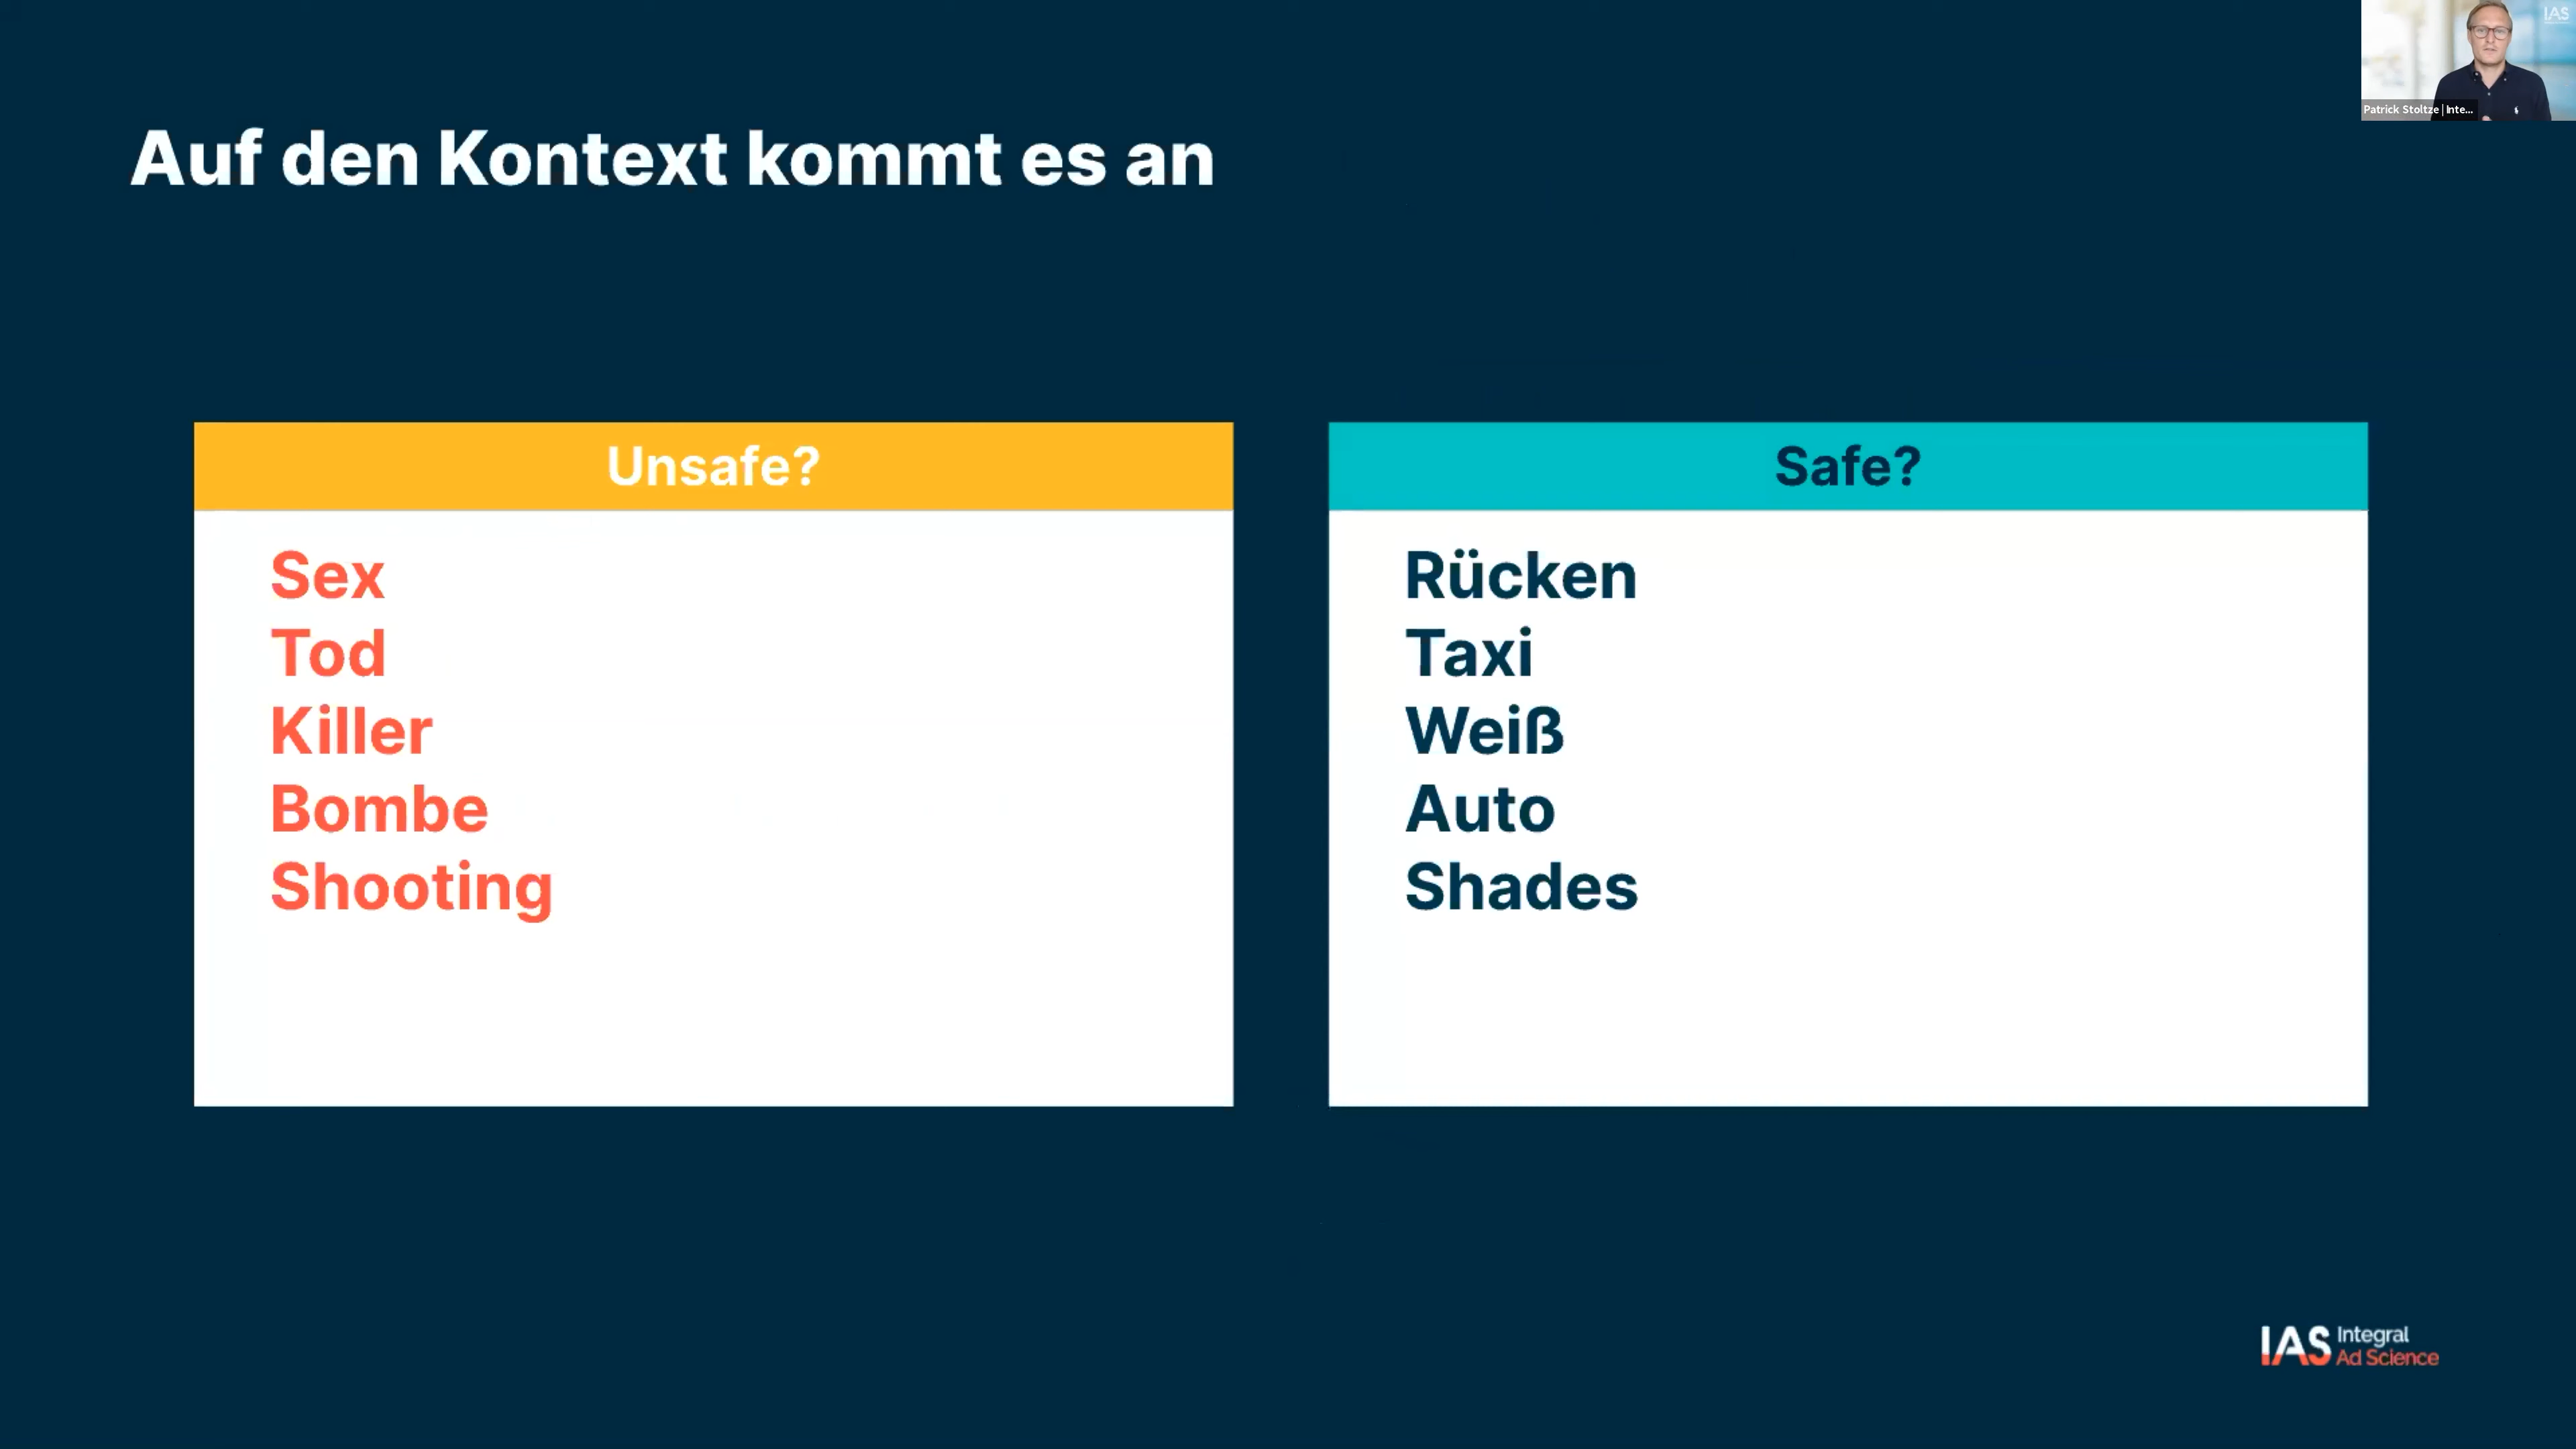 IAS
Patrick Stoltze | Inte...
Auf den Kontext kommt es an
Unsafe?
Sex
Tod
Killer
Bombe
Shooting
Safe?
Rücken
Taxi
Weiß
Auto
Shades
IAS Integral
Ad Science